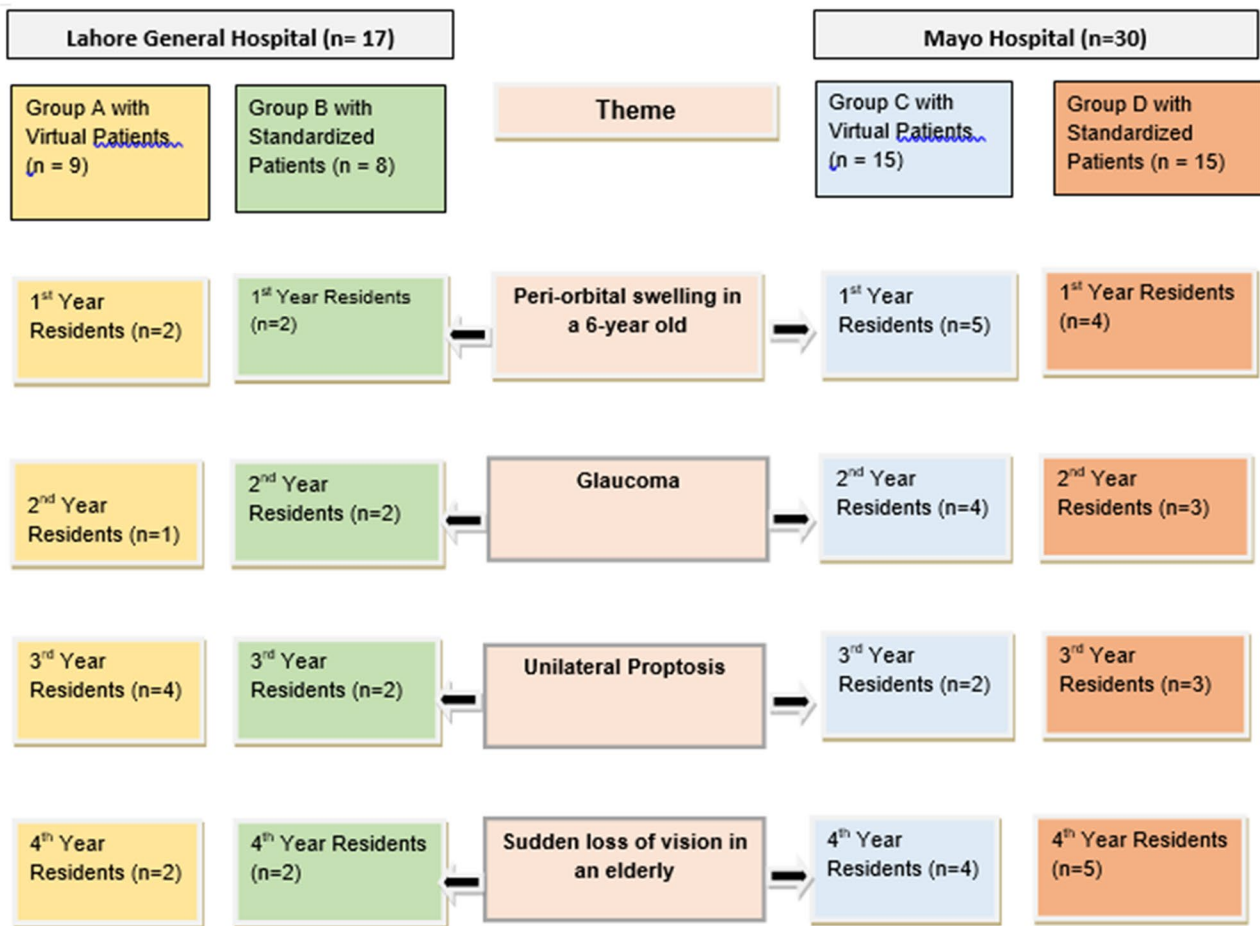 Lahore General Hospital (n= 17)
Mayo Hospital (n=30)
Group A with
Virtual Patients
(n = 9)
Group B with
Standardized
Patients (n = 8)
Theme
Group C with
Virtual Patients
(n = 15)
Group D with
Standardized
Patients (n = 15)
1st Year
Residents (n=2)
1st Year Residents
(n=2)
Peri-orbital swelling in
a 6-year old
1st Year
Residents (n=5)
1st Year Residents
(n=4)
2nd Year
Residents (n=1)
2nd Year
Residents (n=2)
Glaucoma
2nd Year
Residents (n=4)
2nd Year
Residents (n=3)
3rd Year
Residents (n=4)
3rd Year
Residents (n=2)
Unilateral Proptosis
3rd Year
Residents (n=2)
3rd Year
Residents (n=3)
4th Year
Residents (n=2)
4th Year Residents
(n=2)
Sudden loss of vision in
an elderly
4th Year
Residents (n=4)
4th Year Residents
(n=5)